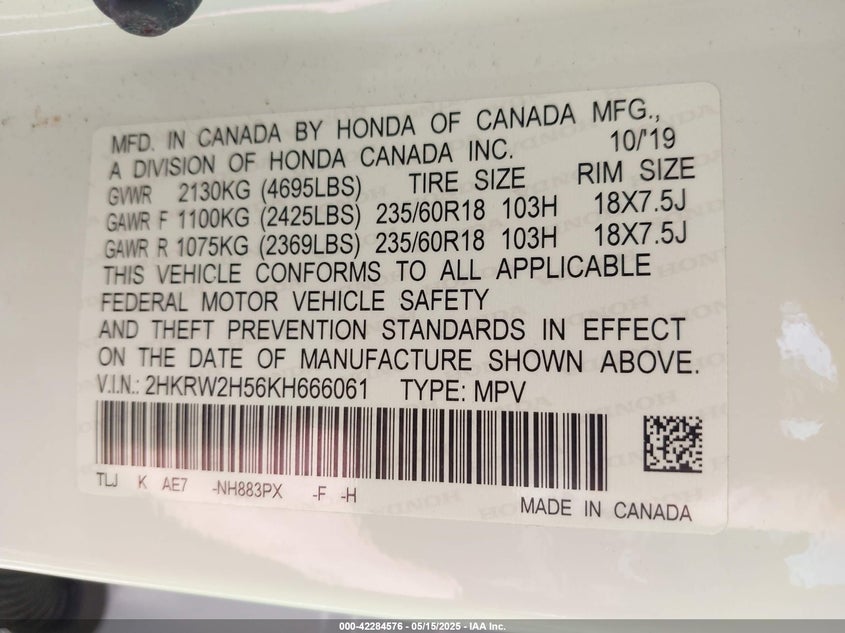 MFD. IN CANADA BY HONDA OF CANADA MFG.,
A DIVISION OF HONDA CANADA INC. 10/'19
GVWR 2130KG (4695LBS) TIRE SIZE RIM SIZE
GAWR F 1100KG (2425LBS) 235/60R18 103H 18X7.5J
GAWR R 1075KG (2369LBS) 235/60R18 103H 18X7.5J
THIS VEHICLE CONFORMS TO ALL APPLICABLE
FEDERAL MOTOR VEHICLE SAFETY
AND THEFT PREVENTION STANDARDS IN EFFECT
ON THE DATE OF MANUFACTURE SHOWN ABOVE.
V.I.N.: 2HKRW2H56KH666061 TYPE: MPV
TLJ K AE7 -NH883PX -F -H
MADE IN CANADA
000-42284576 — 05/15/2025 — IAA Inc.